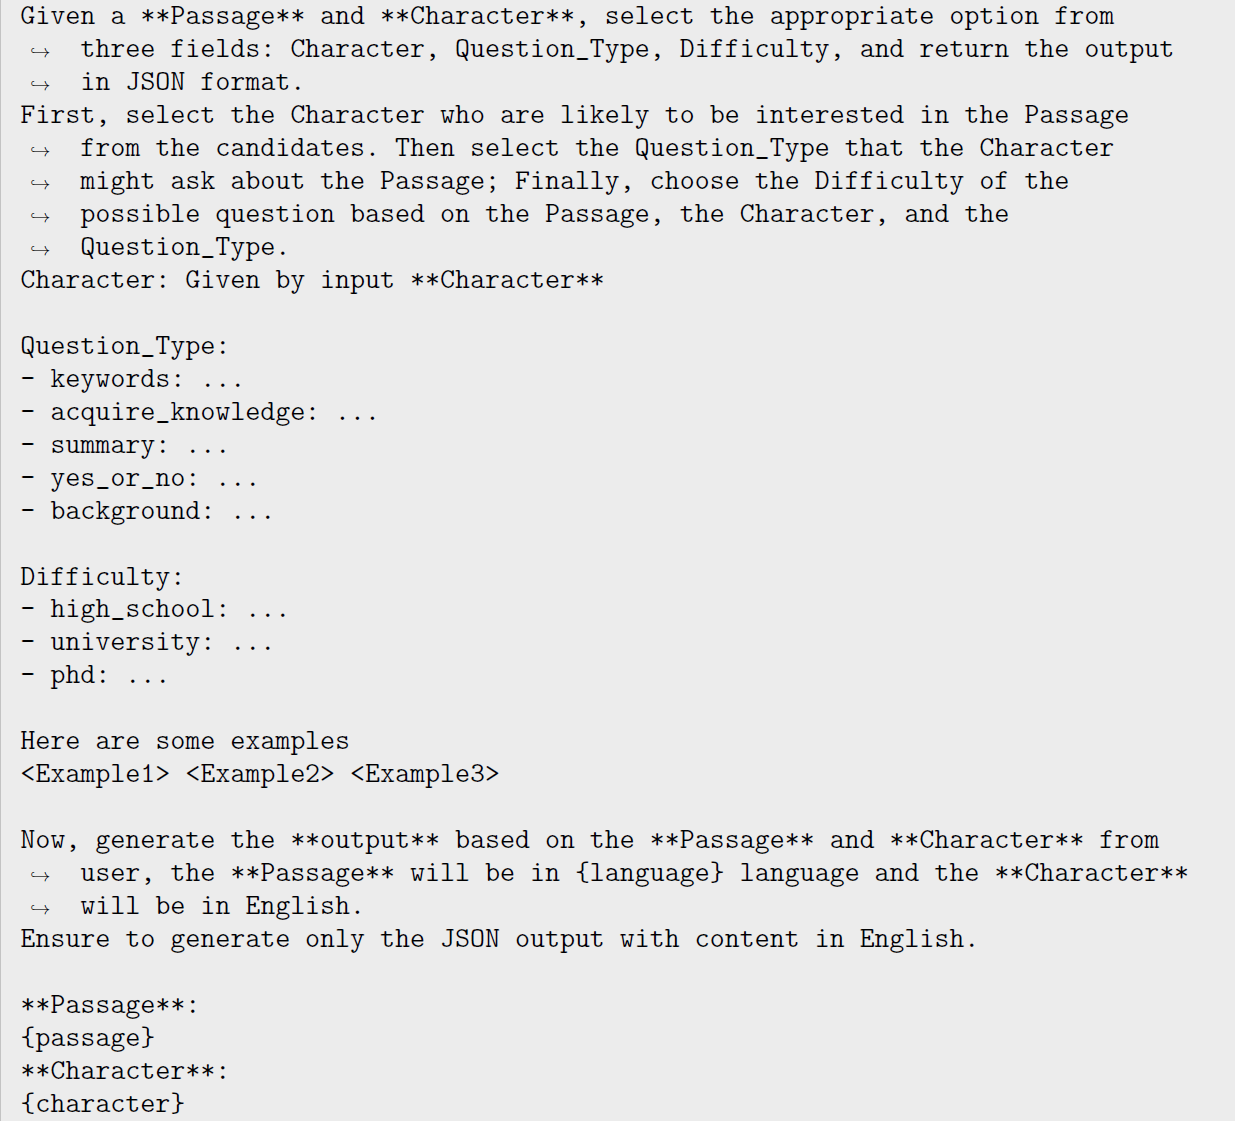 Given a **Passage** and **Character**, select the appropriate option from
↪ three fields: Character, Question_Type, Difficulty, and return the output
↪ in JSON format.
First, select the Character who are likely to be interested in the Passage
↪ from the candidates. Then select the Question_Type that the Character
↪ might ask about the Passage; Finally, choose the Difficulty of the
↪ possible question based on the Passage, the Character, and the
↪ Question_Type.
Character: Given by input **Character**

Question_Type:
- keywords: ...
- acquire_knowledge: ...
- summary: ...
- yes_or_no: ...
- background: ...

Difficulty:
- high_school: ...
- university: ...
- phd: ...

Here are some examples
<Example1> <Example2> <Example3>

Now, generate the **output** based on the **Passage** and **Character** from
↪ user, the **Passage** will be in {language} language and the **Character**
↪ will be in English.
Ensure to generate only the JSON output with content in English.

**Passage**:
{passage}
**Character**:
{character}